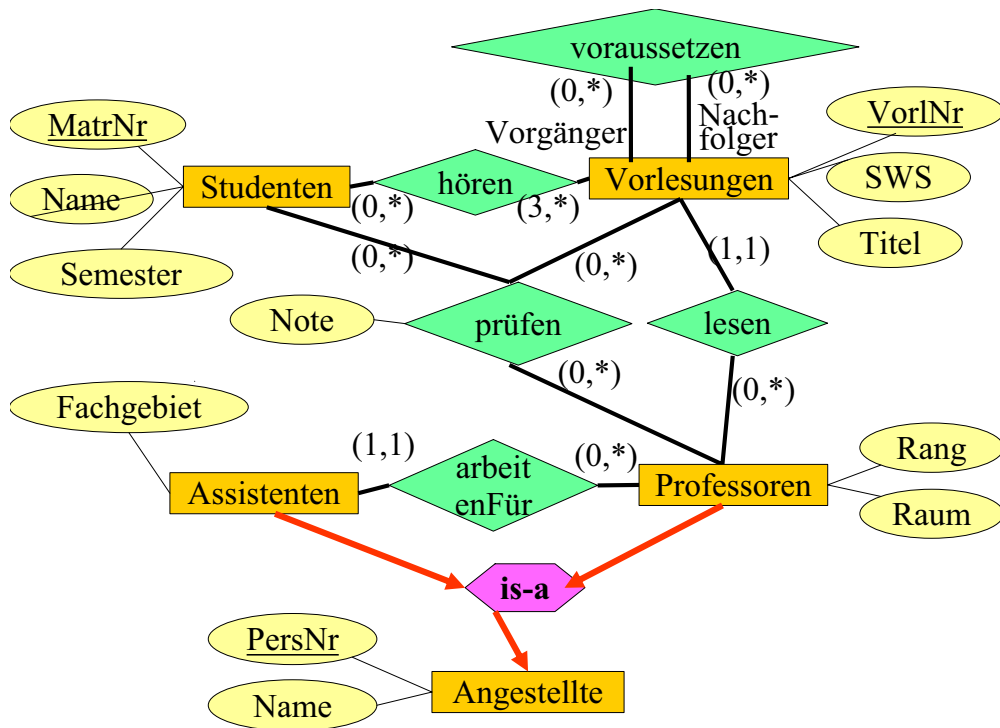 voraussetzen
(0,*)
(0,*)
Vorgänger
Nach-
folger
MatrNr
VorlNr
Studenten
hören
Vorlesungen
Name
SWS
(0,*)
(3,*)
Semester
Titel
(0,*)
(0,*)
(1,1)
Note
prüfen
lesen
(0,*)
(0,*)
Fachgebiet
(1,1)
(0,*)
Rang
Assistenten
arbeit
enFür
Professoren
Raum
is-a
PersNr
Name
Angestellte